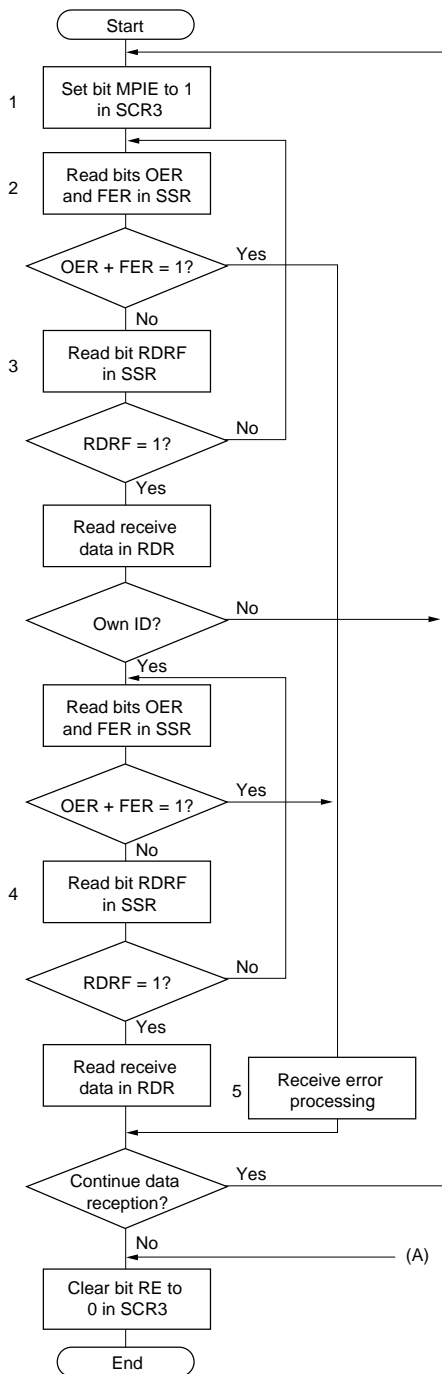 Start
1
Set bit MPIE to 1
in SCR3
2
Read bits OER
and FER in SSR
OER + FER = 1?
Yes
No
3
Read bit RDRF
in SSR
RDRF = 1?
No
Yes
Read receive
data in RDR
Own ID?
No
Yes
Read bits OER
and FER in SSR
OER + FER = 1?
Yes
No
4
Read bit RDRF
in SSR
RDRF = 1?
No
Yes
Read receive
data in RDR
5
Receive error
processing
Continue data
reception?
Yes
No
(A)
Clear bit RE to
0 in SCR3
End